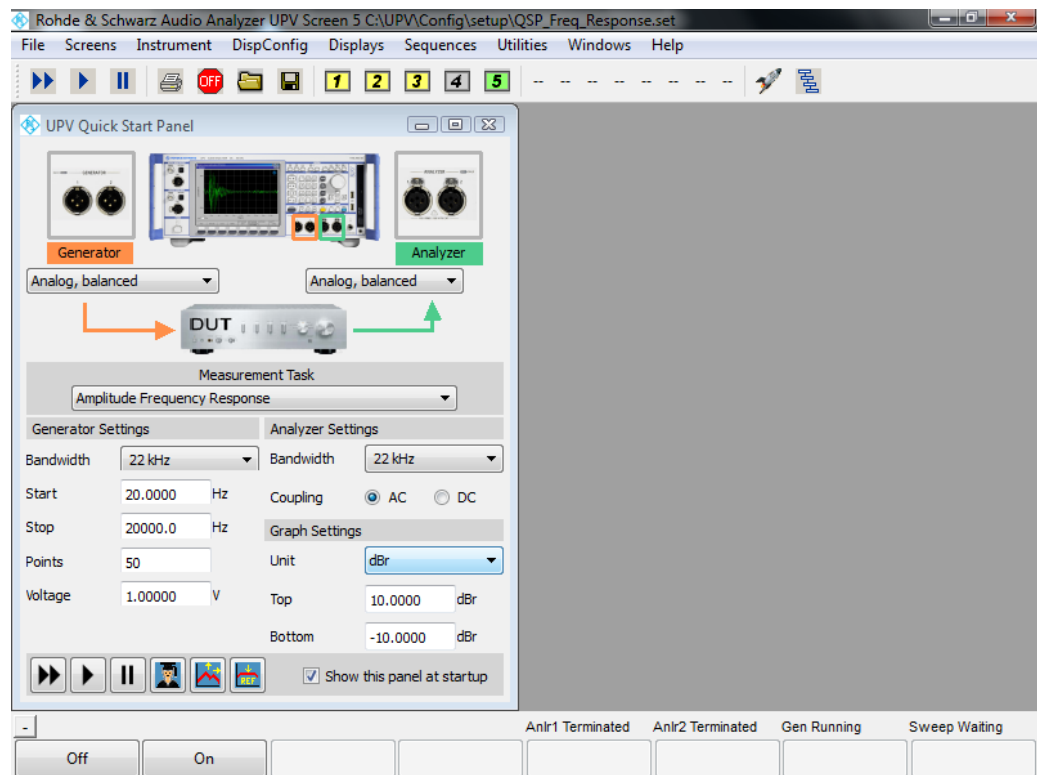 Rohde & Schwarz Audio Analyzer UPV Screen 5 C:\UPV\Config\setup\QSP_Freq_Response.set
File Screens Instrument DispConfig Displays Sequences Utilities Windows Help
OFF 1 2 3 4 5 -- -- -- -- -- -- -- --
UPV Quick Start Panel
GENERATOR
Generator Analyzer
Analog, balanced Analog, balanced
DUT
Measurement Task
Amplitude Frequency Response
Generator Settings Analyzer Settings
Bandwidth 22 kHz Bandwidth 22 kHz
Start 20.0000 Hz Coupling AC DC
Stop 20000.0 Hz Graph Settings
Points 50 Unit dBr
Voltage 1.00000 V Top 10.0000 dBr
Bottom -10.0000 dBr
REF Show this panel at startup
- Anlr1 Terminated Anlr2 Terminated Gen Running Sweep Waiting
Off On